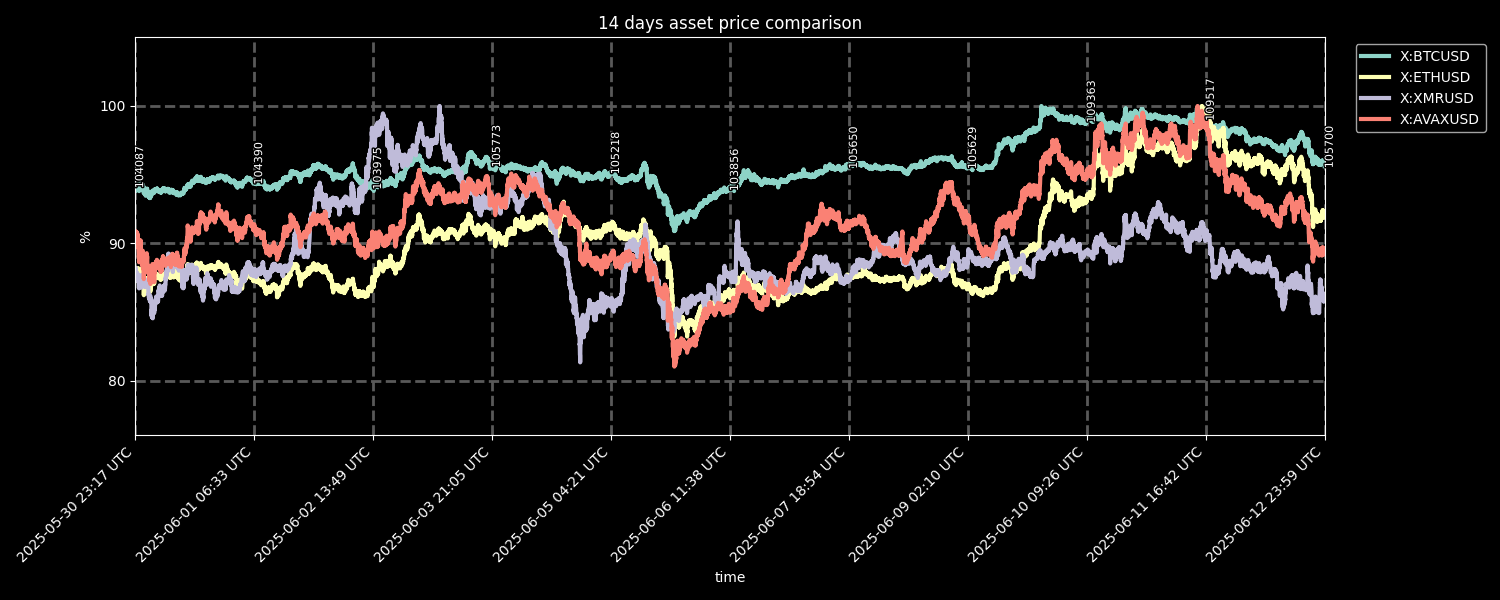 14 days asset price comparison
X:BTCUSD
X:ETHUSD
X:XMRUSD
X:AVAXUSD
100
90
80
%
104087
104390
103975
105773
105218
103856
105650
105629
109363
109517
105700
2025-05-30 23:17 UTC
2025-06-01 06:33 UTC
2025-06-02 13:49 UTC
2025-06-03 21:05 UTC
2025-06-05 04:21 UTC
2025-06-06 11:38 UTC
2025-06-07 18:54 UTC
2025-06-09 02:10 UTC
2025-06-10 09:26 UTC
2025-06-11 16:42 UTC
2025-06-12 23:59 UTC
time